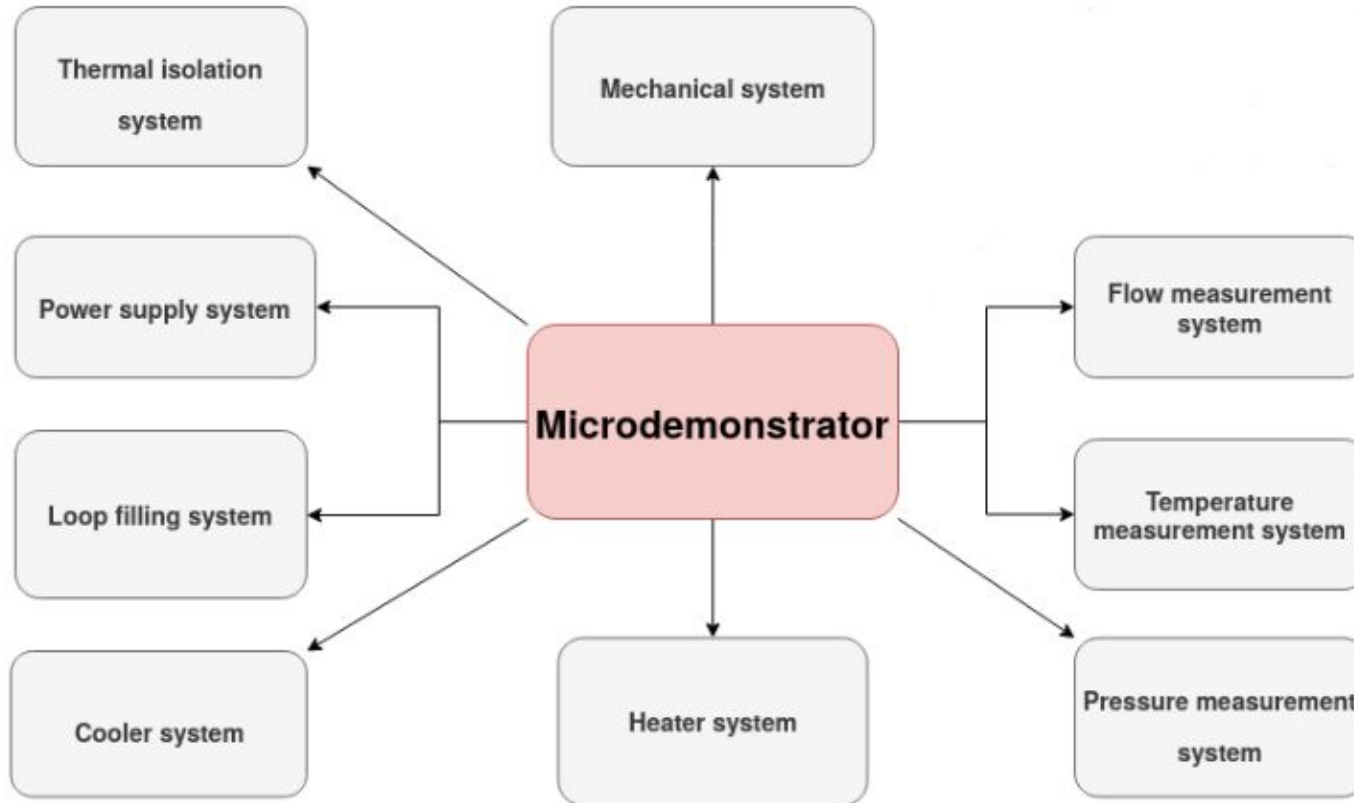 Thermal isolation
system
Mechanical system
Power supply system
Flow measurement
system
Microdemonstrator
Loop filling system
Temperature
measurement system
Cooler system
Heater system
Pressure measurement
system